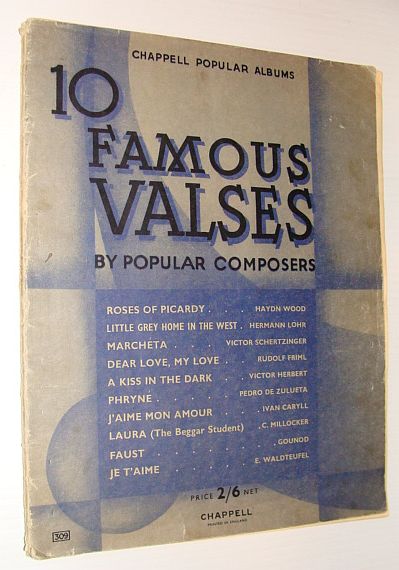 CHAPPELL POPULAR ALBUMS
10
FAMOUS
VALSES
BY POPULAR COMPOSERS
ROSES OF PICARDY . . . HAYDN WOOD
LITTLE GREY HOME IN THE WEST . HERMANN LOHR
MARCHETA . . . VICTOR SCHERTZINGER
DEAR LOVE, MY LOVE . . RUDOLF FRIML
A KISS IN THE DARK . . VICTOR HERBERT
PHRYNE . . . . PEDRO DE ZULUETA
J'AIME MON AMOUR . . . IVAN CARYLL
LAURA (The Beggar Student) . C. MILLOCKER
FAUST . . . . . . GOUNOD
JE T'AIME . . . . E. WALDTEUFEL
PRICE 2/6 NET
CHAPPELL
PRINTED IN ENGLAND
309